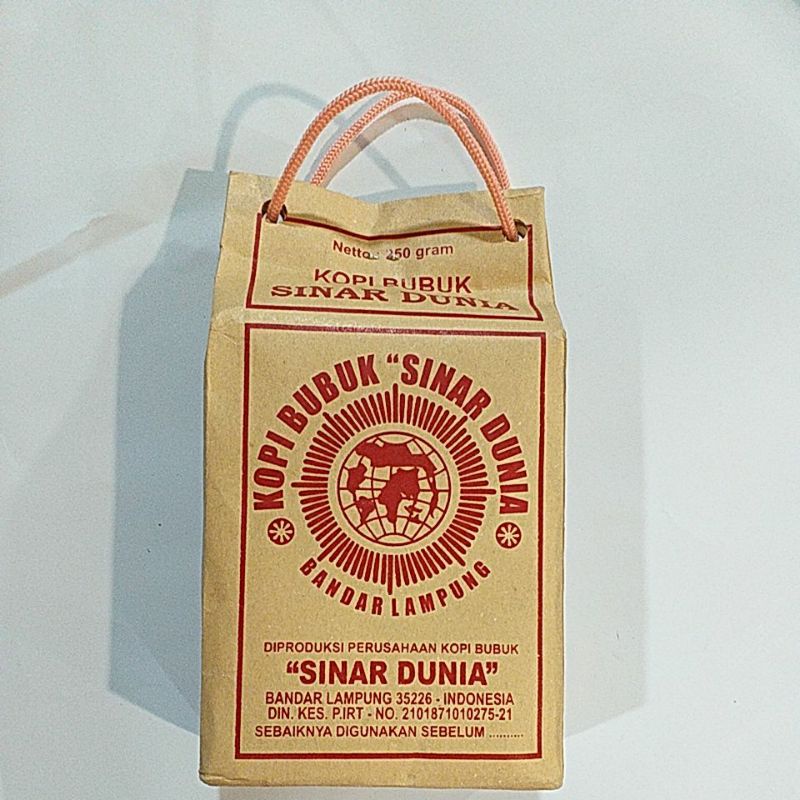 Netto: 250 gram
KOPI BUBUK
SINAR DUNIA
KOPI BUBUK "SINAR DUNIA
BANDAR LAMPUNG
DIPRODUKSI PERUSAHAAN KOPI BUBUK
"SINAR DUNIA"
BANDAR LAMPUNG 35226 - INDONESIA
DIN. KES. P.IRT - NO. 2101871010275-21
SEBAIKNYA DIGUNAKAN SEBELUM ..........